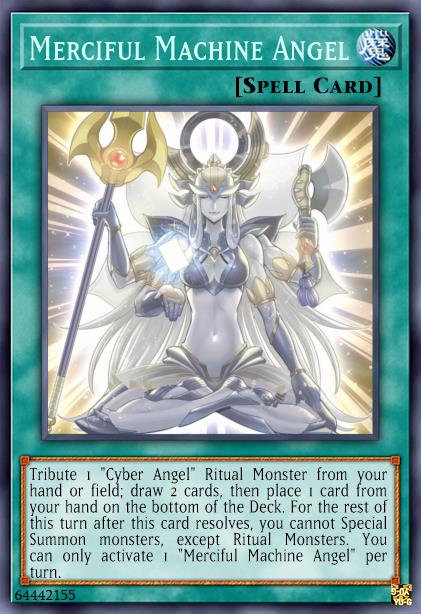 Merciful Machine Angel
魔
[Spell Card]
Tribute 1 "Cyber Angel" Ritual Monster from your
hand or field; draw 2 cards, then place 1 card from
your hand on the bottom of the Deck. For the rest of
this turn after this card resolves, you cannot Special
Summon monsters, except Ritual Monsters. You
can only activate 1 "Merciful Machine Angel" per
turn.
64442155